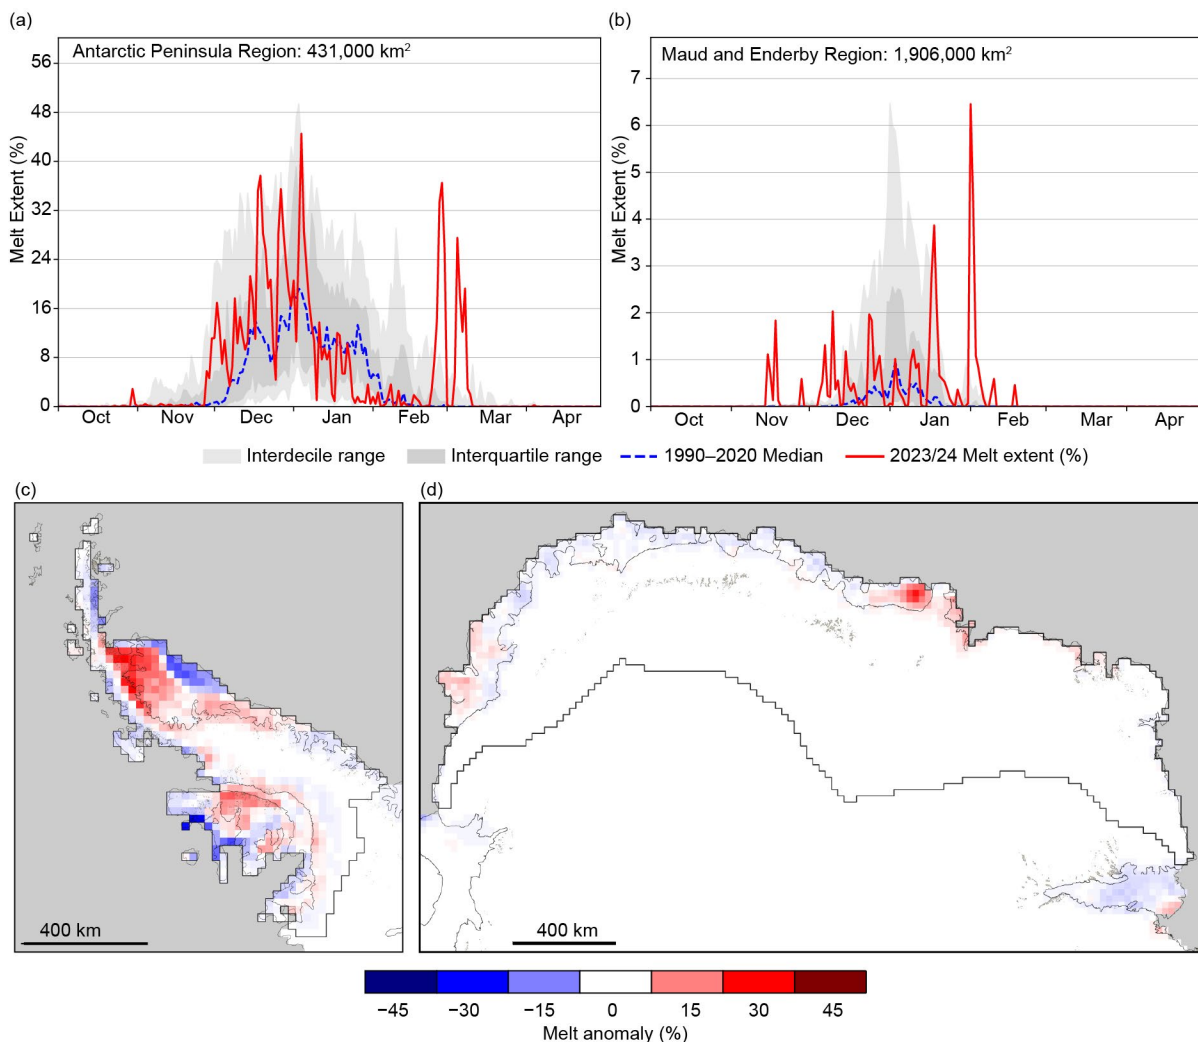 (a)
Antarctic Peninsula Region: 431,000 km²
Melt Extent (%)
56
48
40
32
24
16
8
0
Oct Nov Dec Jan Feb Mar Apr
(b)
Maud and Enderby Region: 1,906,000 km²
Melt Extent (%)
7
6
5
4
3
2
1
0
Oct Nov Dec Jan Feb Mar Apr
Interdecile range Interquartile range 1990–2020 Median 2023/24 Melt extent (%)
(c)
400 km
(d)
400 km
−45 −30 −15 0 15 30 45
Melt anomaly (%)